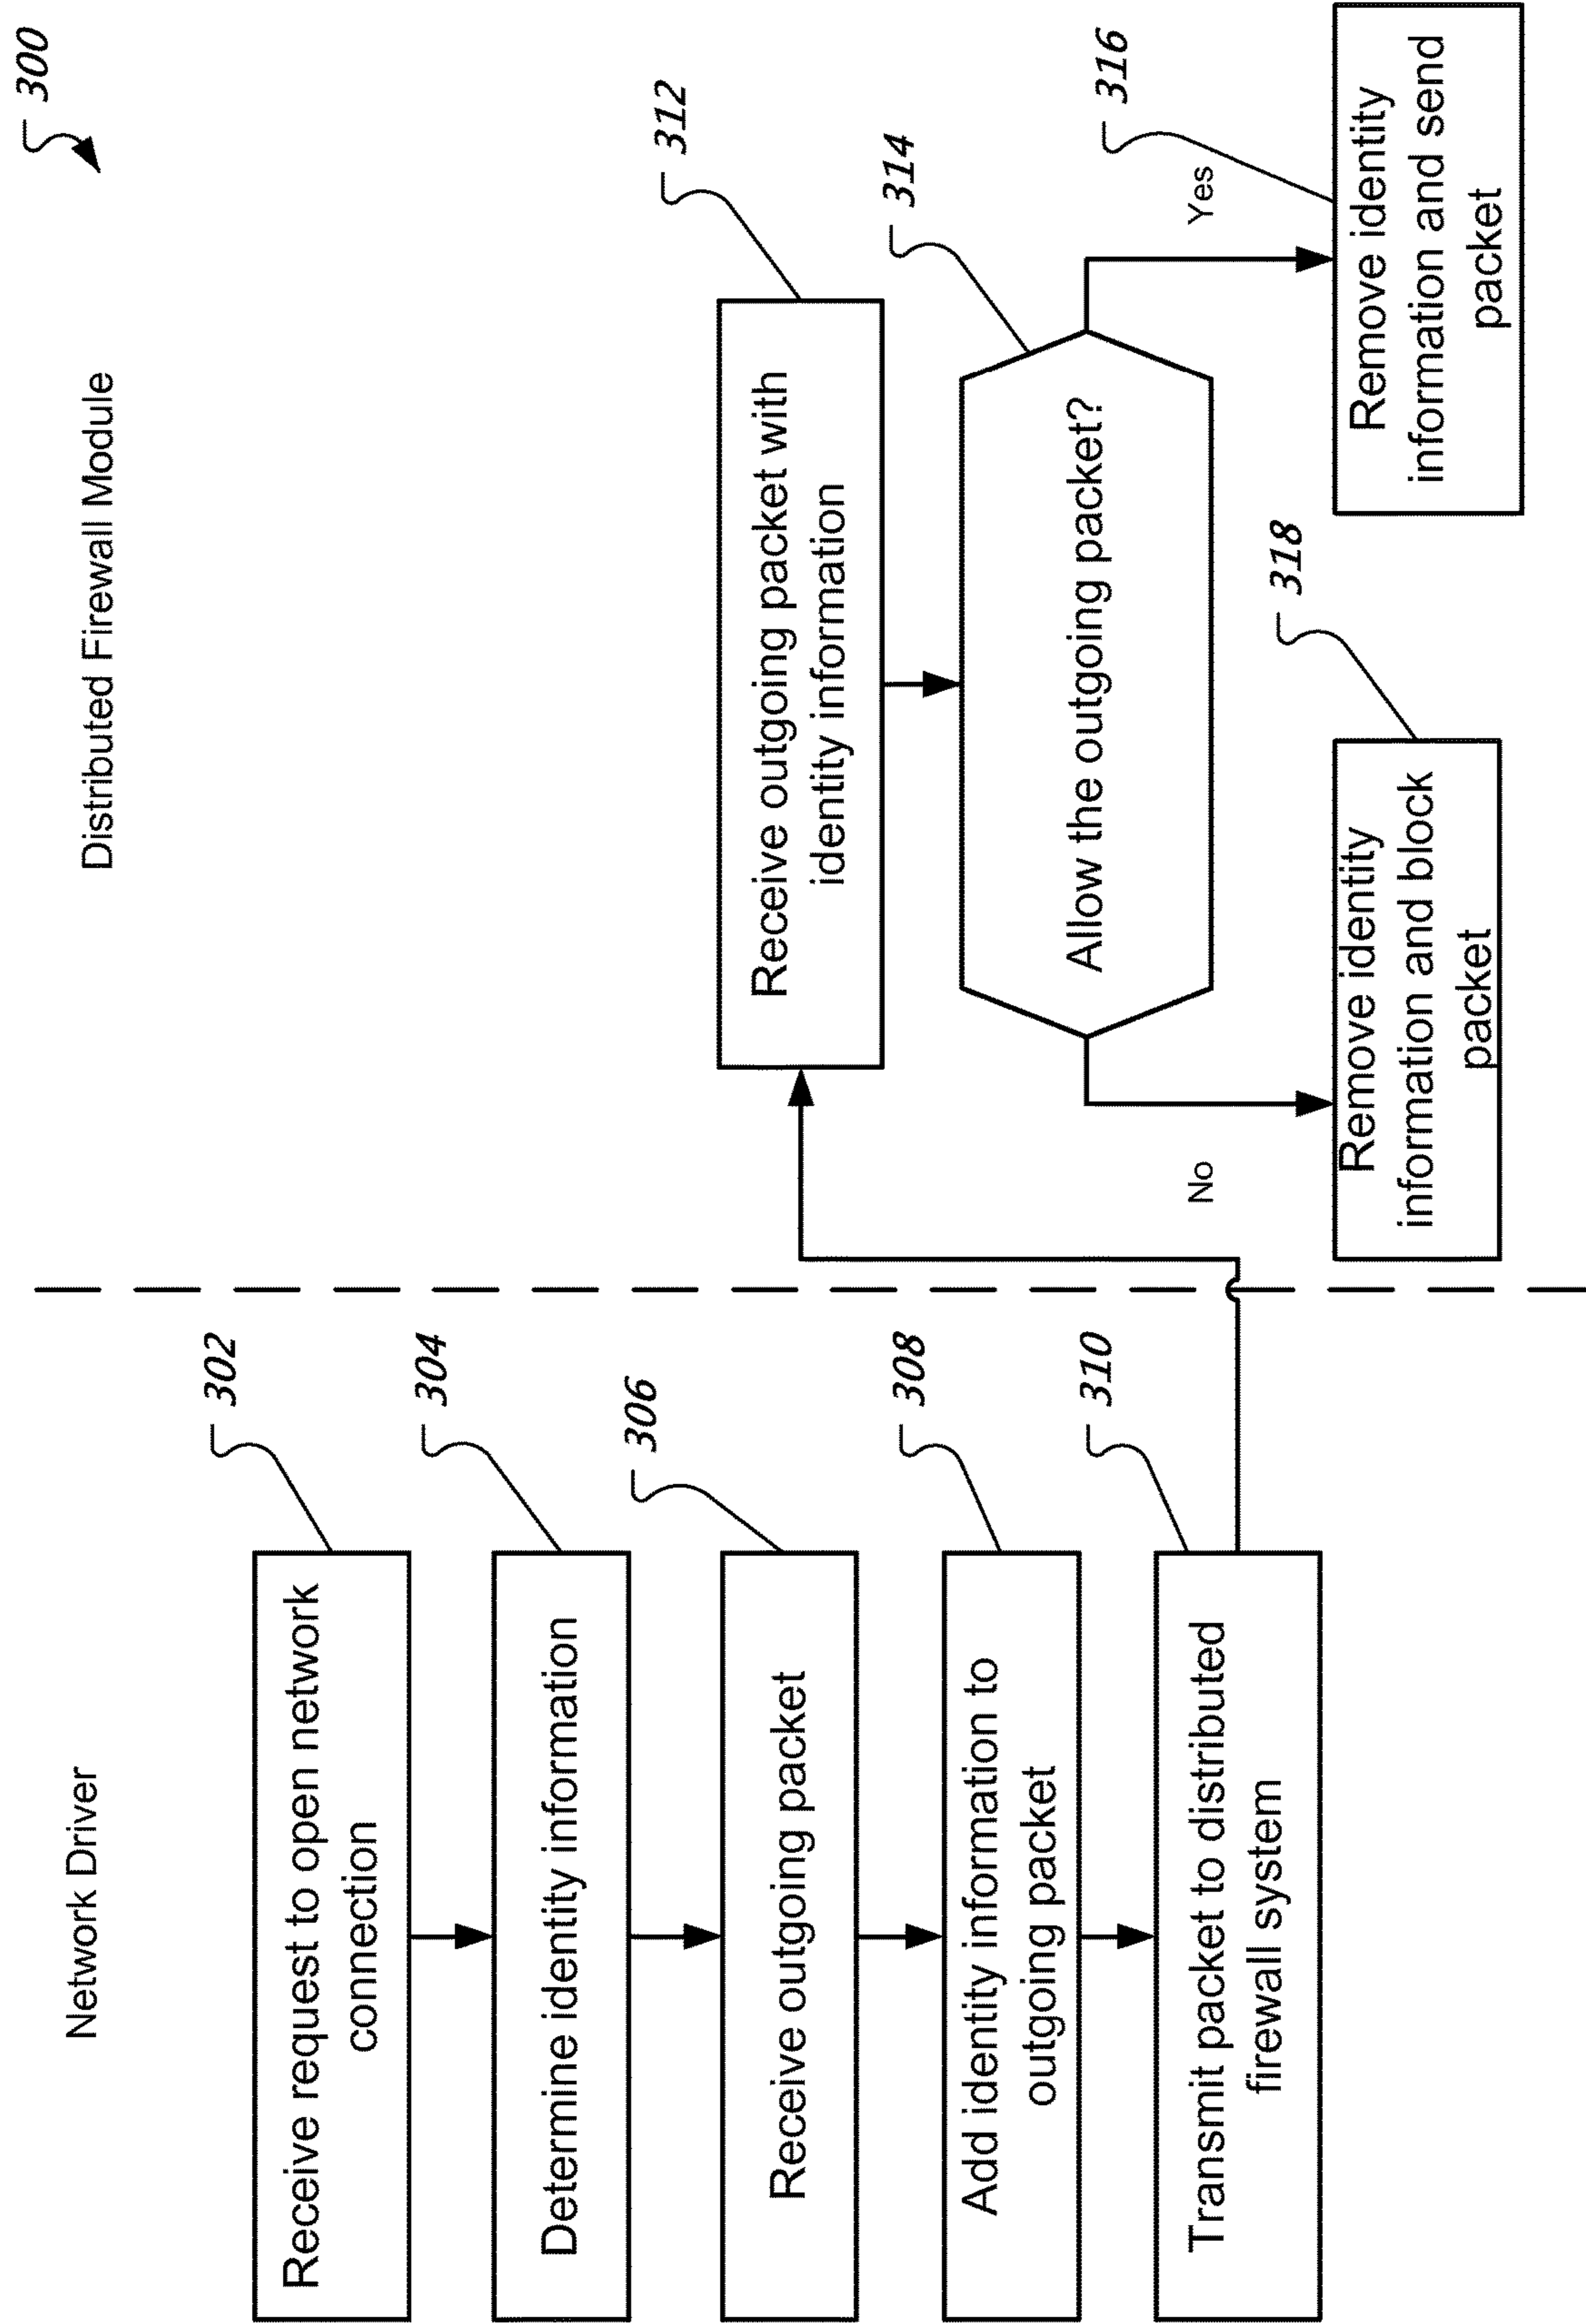 300
Network Driver
Distributed Firewall Module
302
Receive request to open network
connection
304
Determine identity information
306
Receive outgoing packet
308
Add identity information to
outgoing packet
310
Transmit packet to distributed
firewall system
312
Receive outgoing packet with
identity information
314
Allow the outgoing packet?
No
Yes
318
Remove identity
information and block
packet
316
Remove identity
information and send
packet